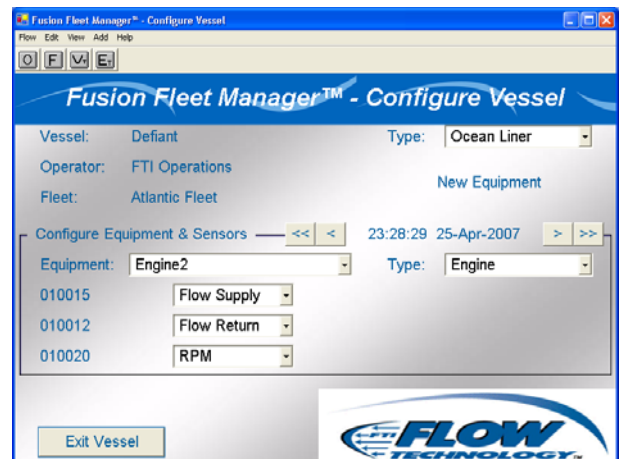 Fusion Fleet Manager™ - Configure Vessel
Flow Edit View Add Help
O F V, E,
Fusion Fleet Manager™ - Configure Vessel
Vessel: Defiant Type: Ocean Liner
Operator: FTI Operations
New Equipment
Fleet: Atlantic Fleet
Configure Equipment & Sensors << < 23:28:29 25-Apr-2007 > >>
Equipment: Engine2 Type: Engine
010015 Flow Supply
010012 Flow Return
010020 RPM
Exit Vessel
FTI FLOW
TECHNOLOGY™